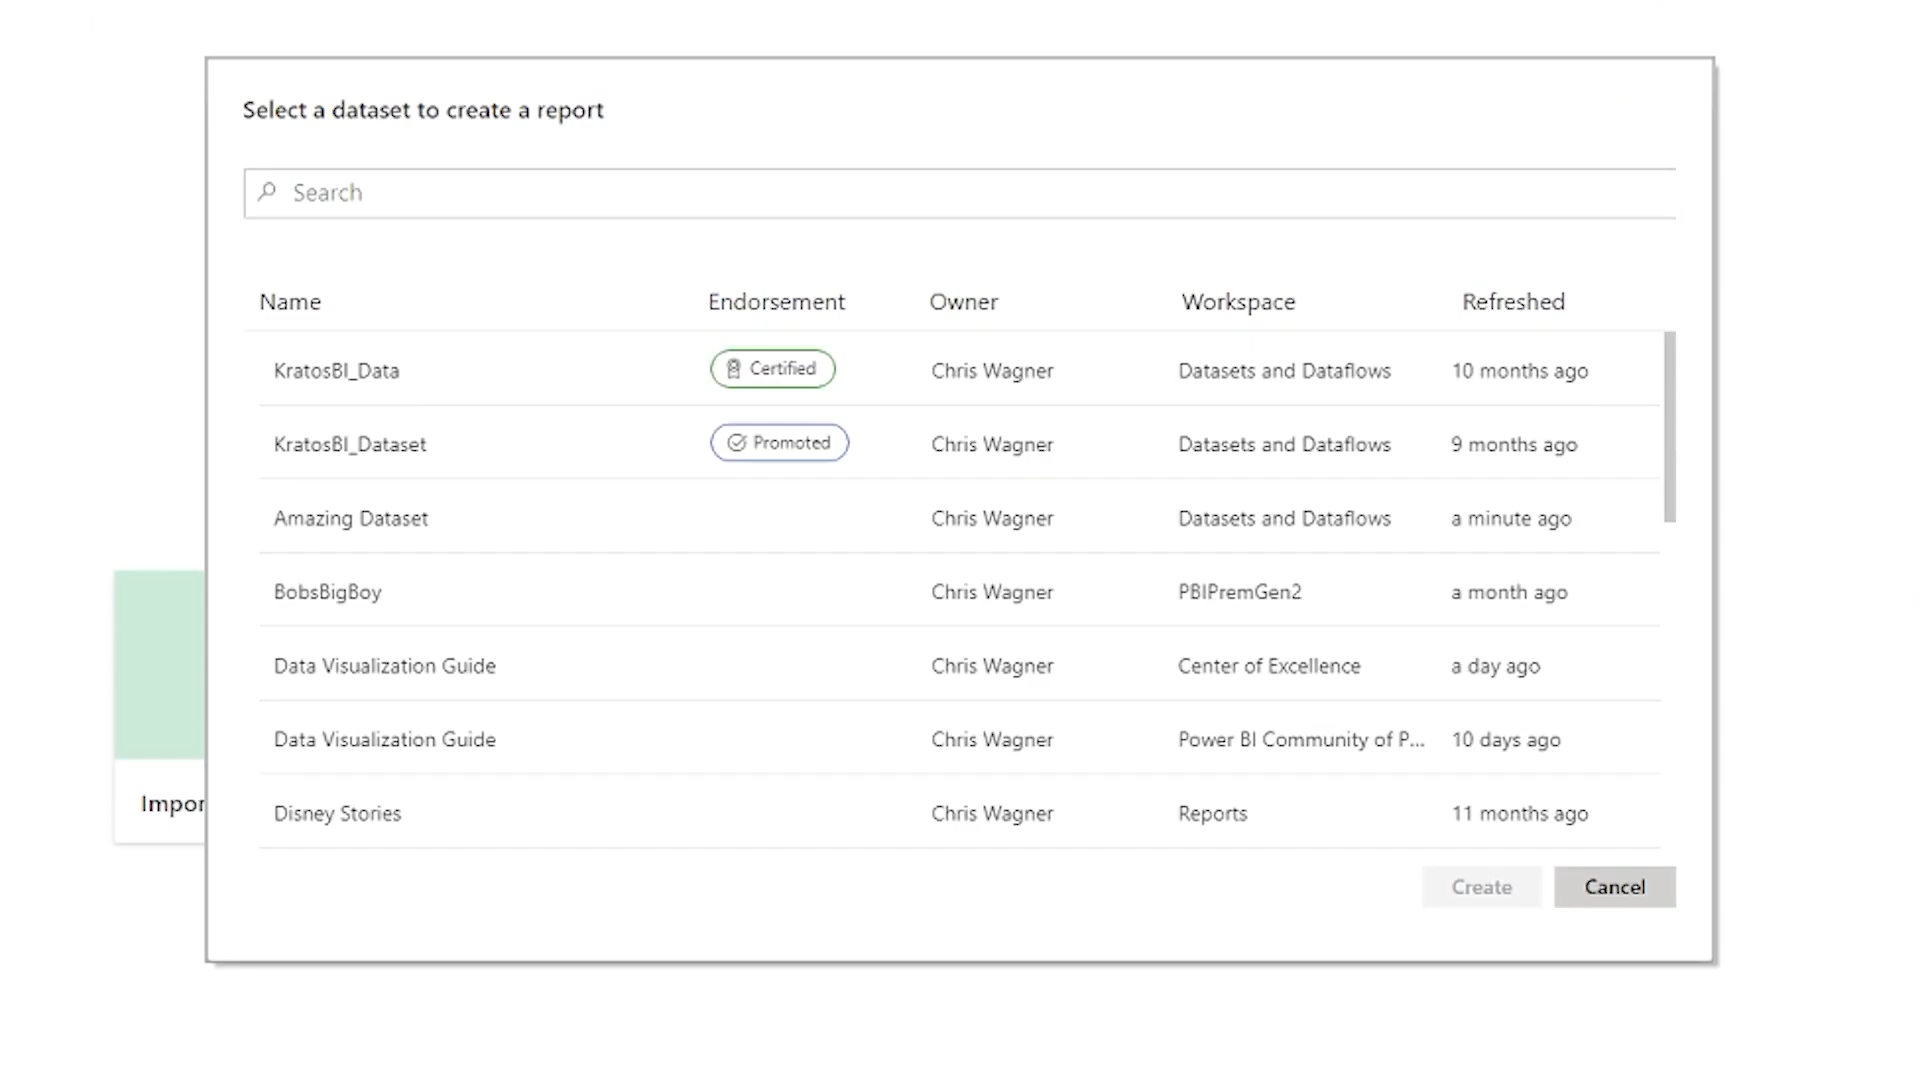 Select a dataset to create a report
Search
Name Endorsement Owner Workspace Refreshed
KratosBI_Data Certified Chris Wagner Datasets and Dataflows 10 months ago
KratosBI_Dataset Promoted Chris Wagner Datasets and Dataflows 9 months ago
Amazing Dataset Chris Wagner Datasets and Dataflows a minute ago
BobsBigBoy Chris Wagner PBIPremGen2 a month ago
Data Visualization Guide Chris Wagner Center of Excellence a day ago
Data Visualization Guide Chris Wagner Power BI Community of P... 10 days ago
Impor
Disney Stories Chris Wagner Reports 11 months ago
Create Cancel